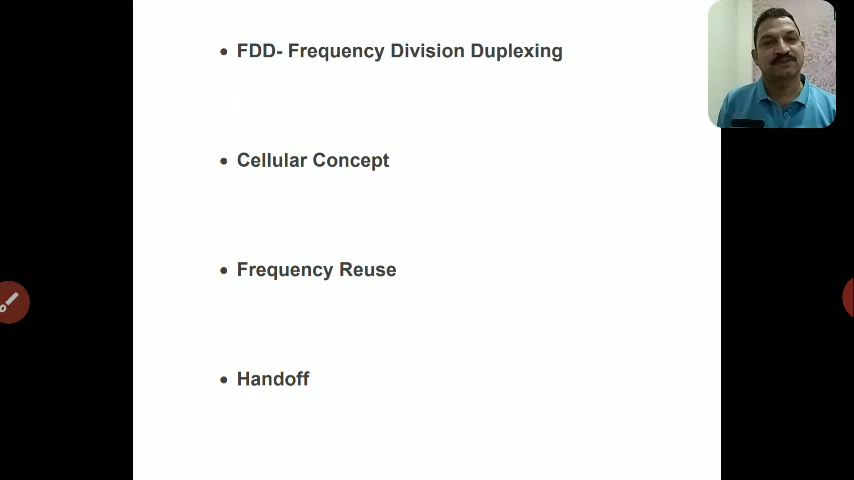 • FDD- Frequency Division Duplexing
• Cellular Concept
• Frequency Reuse
• Handoff